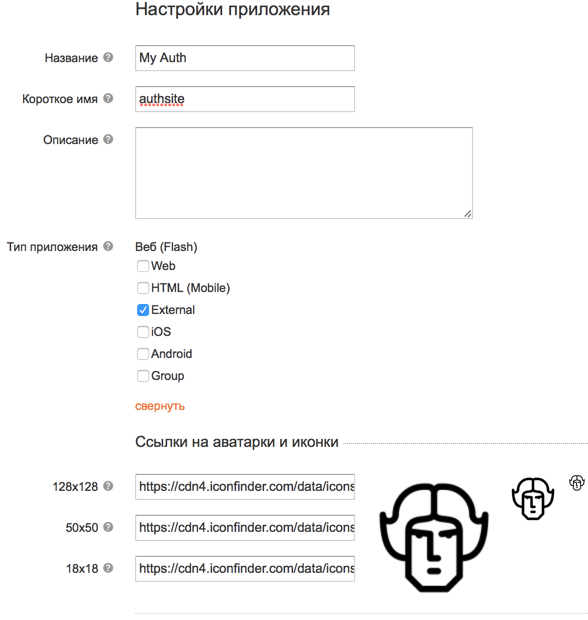 Настройки приложения
Название ?
My Auth
Короткое имя ?
authsite
Описание ?
Тип приложения ?
Веб (Flash)
Web
HTML (Mobile)
External
iOS
Android
Group
свернуть
Ссылки на аватарки и иконки
128x128 ?
https://cdn4.iconfinder.com/data/icons
50x50 ?
https://cdn4.iconfinder.com/data/icons
18x18 ?
https://cdn4.iconfinder.com/data/icons